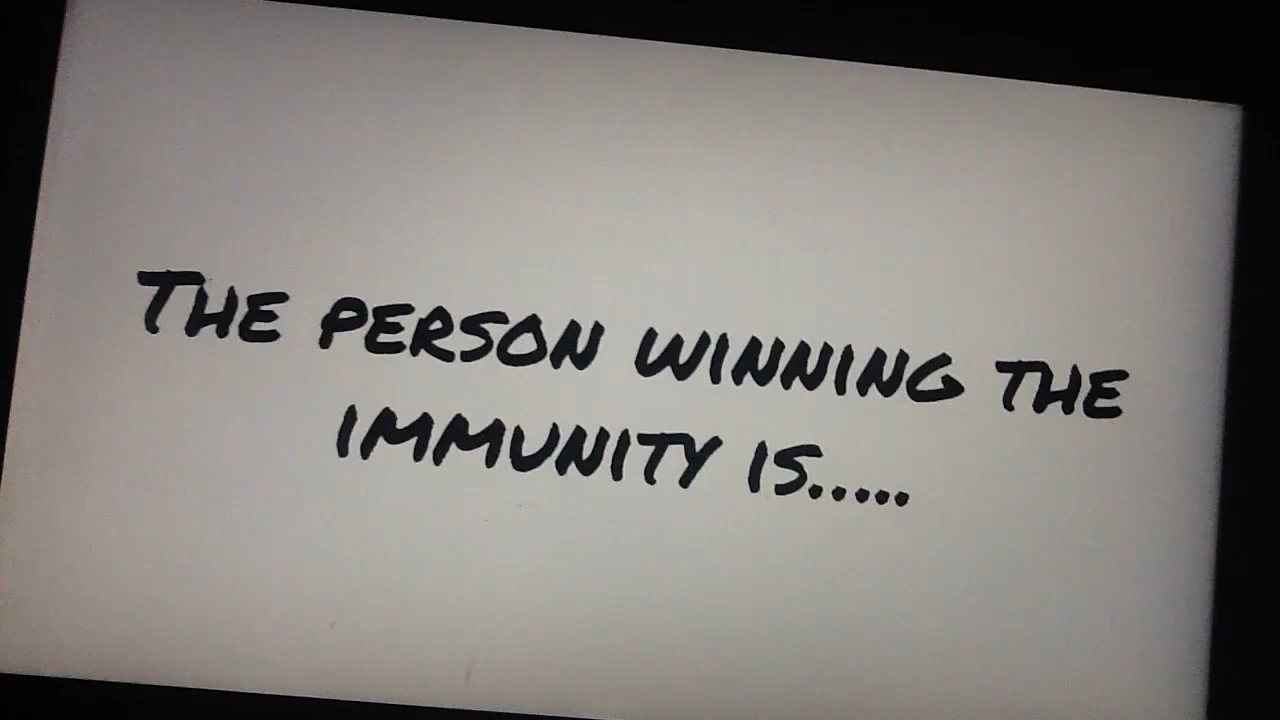 The person winning the
immunity is.....